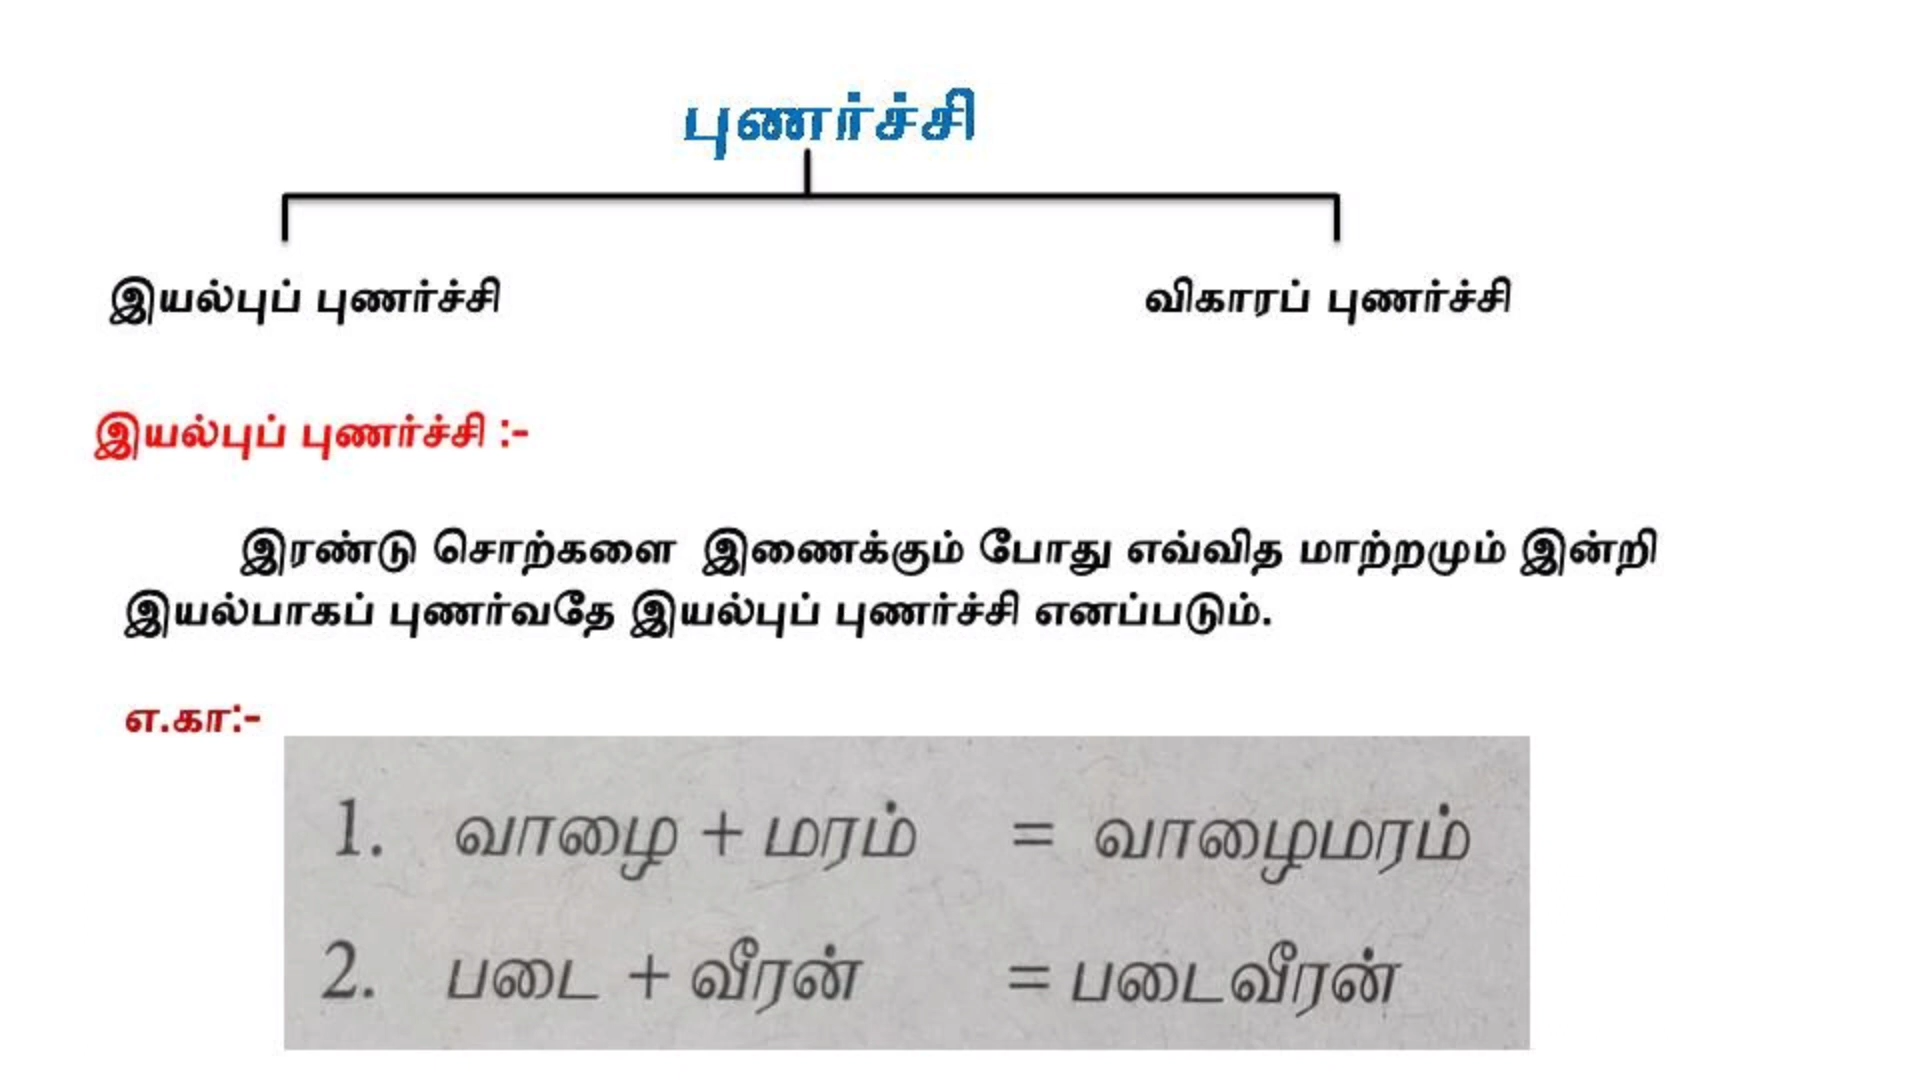 புணர்ச்சி
இயல்புப் புணர்ச்சி விகாரப் புணர்ச்சி
இயல்புப் புணர்ச்சி :-
இரண்டு சொற்களை இணைக்கும் போது எவ்வித மாற்றமும் இன்றி
இயல்பாகப் புணர்வதே இயல்புப் புணர்ச்சி எனப்படும்.
எ.கா:-
1. வாழை + மரம் = வாழைமரம்
2. படை + வீரன் = படைவீரன்